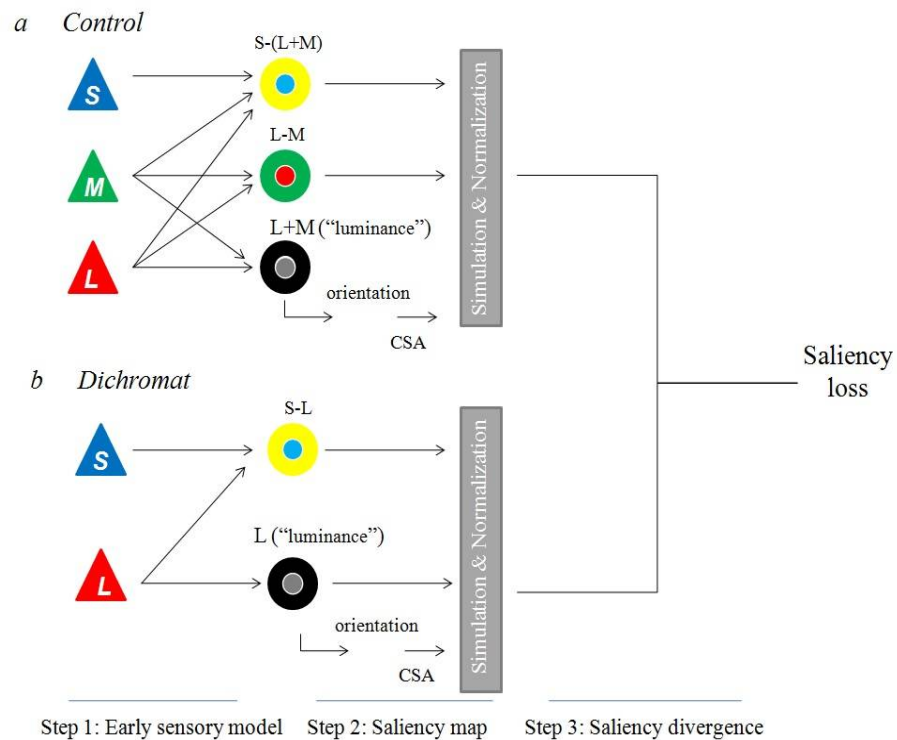 a Control
S-(L+M)
S
L-M
M
L+M (“luminance”)
L
orientation
CSA
Simulation & Normalization
Saliency
loss
b Dichromat
S-L
S
L (“luminance”)
L
orientation
CSA
Simulation & Normalization
Step 1: Early sensory model
Step 2: Saliency map
Step 3: Saliency divergence